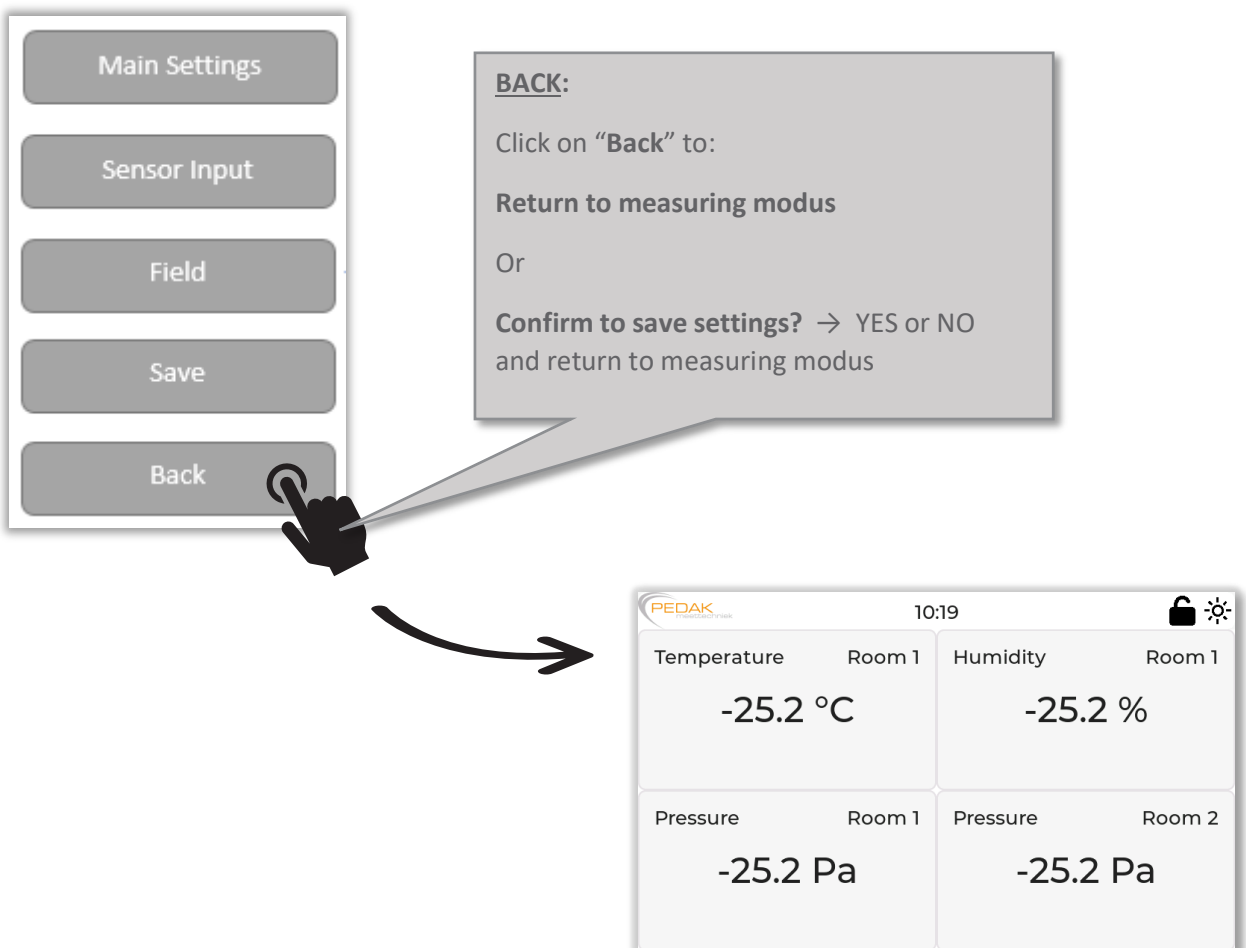 Main Settings
Sensor Input
Field
Save
Back
BACK:
Click on “Back” to:
Return to measuring modus
Or
Confirm to save settings? → YES or NO
and return to measuring modus
PEDAK
meettechniek
10:19
Temperature Room 1
-25.2 °C
Humidity Room 1
-25.2 %
Pressure Room 1
-25.2 Pa
Pressure Room 2
-25.2 Pa